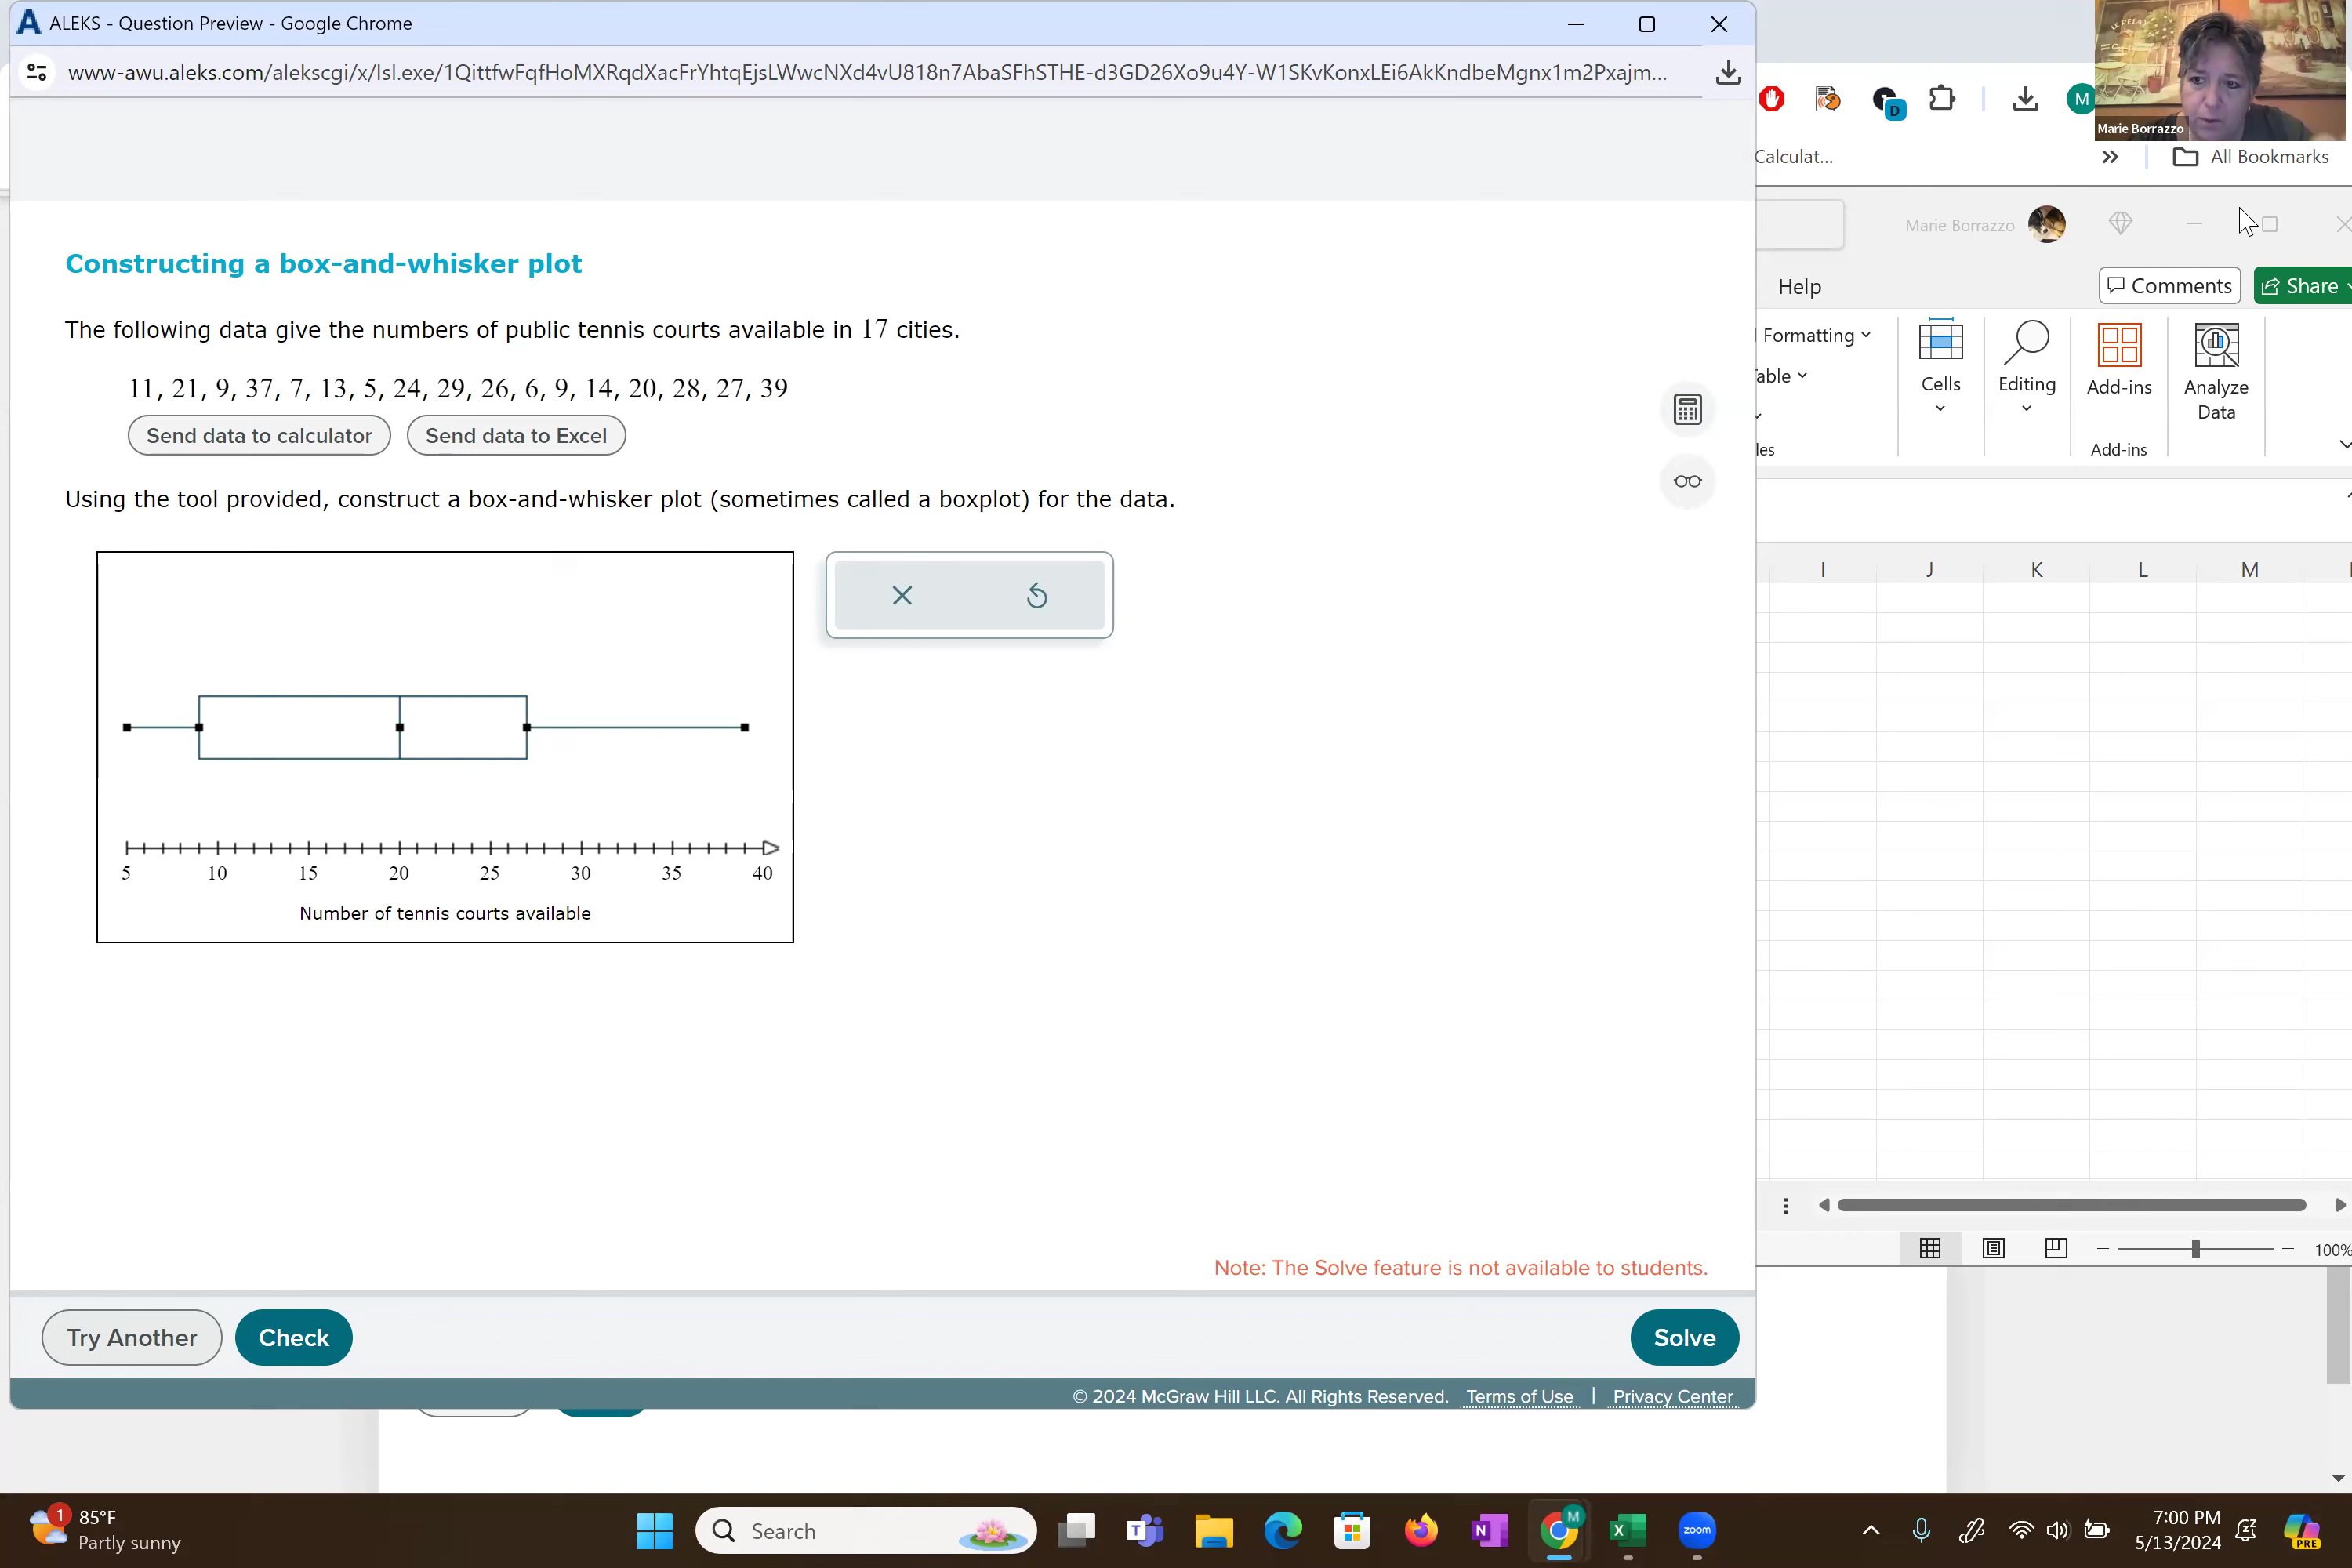 ALEKS - Question Preview - Google Chrome
www-awu.aleks.com/alekscgi/x/Isl.exe/1QittfwFqfHoMXRqdXacFrYhtqEjsLWwcNXd4vU818n7AbaSFhSTHE-d3GD26Xo9u4Y-W1SKvKonxLEi6AkKndbeMgnx1m2Pxajm...
D
M
LE RELA
Marie Borrazzo
Calculat...
All Bookmarks
Marie Borrazzo
Help
Comments
Share
Formatting
Cells
Editing
Add-ins
Analyze
Data
Add-ins
Constructing a box-and-whisker plot
The following data give the numbers of public tennis courts available in 17 cities.
11, 21, 9, 37, 7, 13, 5, 24, 29, 26, 6, 9, 14, 20, 28, 27, 39
Send data to calculator
Send data to Excel
Using the tool provided, construct a box-and-whisker plot (sometimes called a boxplot) for the data.
5 10 15 20 25 30 35 40
Number of tennis courts available
I J K L M
100%
Note: The Solve feature is not available to students.
Try Another
Check
Solve
© 2024 McGraw Hill LLC. All Rights Reserved. Terms of Use | Privacy Center
1
85°F
Partly sunny
Search
T
N
M
X
zoom
7:00 PM
5/13/2024
PRE